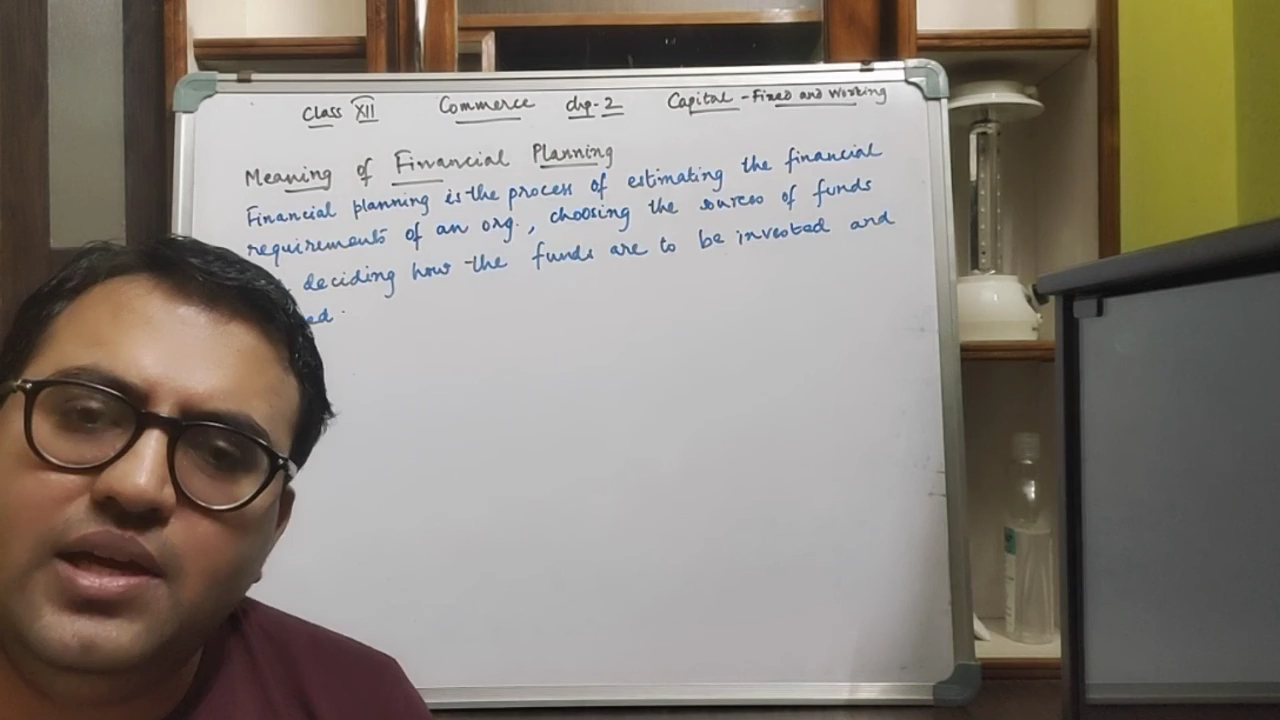 Class XII Commerce chp-2 Capital - Fixed and Working
Meaning of Financial Planning
Financial planning is the process of estimating the financial
requirements of an org., choosing the sources of funds
deciding how the funds are to be invested and
ed.